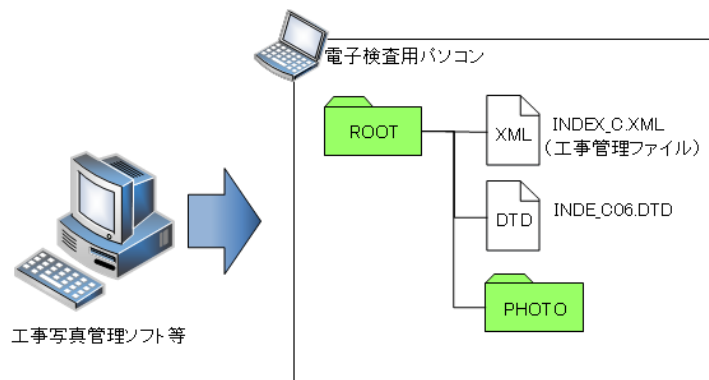 電子検査用パソコン
ROOT
XML
INDEX_C.XML
(工事管理ファイル)
DTD
INDE_C06.DTD
PHOTO
工事写真管理ソフト等